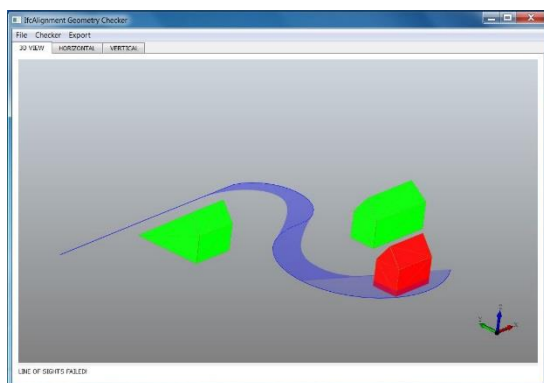 IfcAlignment Geometry Checker
File Checker Export
3D VIEW HORIZONTAL VERTICAL
LINE OF SIGHTS FAILED!